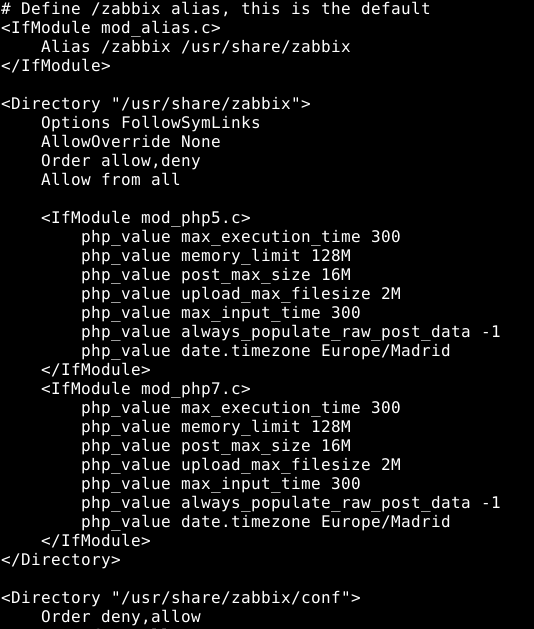 # Define /zabbix alias, this is the default
<IfModule mod_alias.c>
    Alias /zabbix /usr/share/zabbix
</IfModule>

<Directory "/usr/share/zabbix">
    Options FollowSymLinks
    AllowOverride None
    Order allow,deny
    Allow from all

    <IfModule mod_php5.c>
        php_value max_execution_time 300
        php_value memory_limit 128M
        php_value post_max_size 16M
        php_value upload_max_filesize 2M
        php_value max_input_time 300
        php_value always_populate_raw_post_data -1
        php_value date.timezone Europe/Madrid
    </IfModule>
    <IfModule mod_php7.c>
        php_value max_execution_time 300
        php_value memory_limit 128M
        php_value post_max_size 16M
        php_value upload_max_filesize 2M
        php_value max_input_time 300
        php_value always_populate_raw_post_data -1
        php_value date.timezone Europe/Madrid
    </IfModule>
</Directory>

<Directory "/usr/share/zabbix/conf">
    Order deny,allow